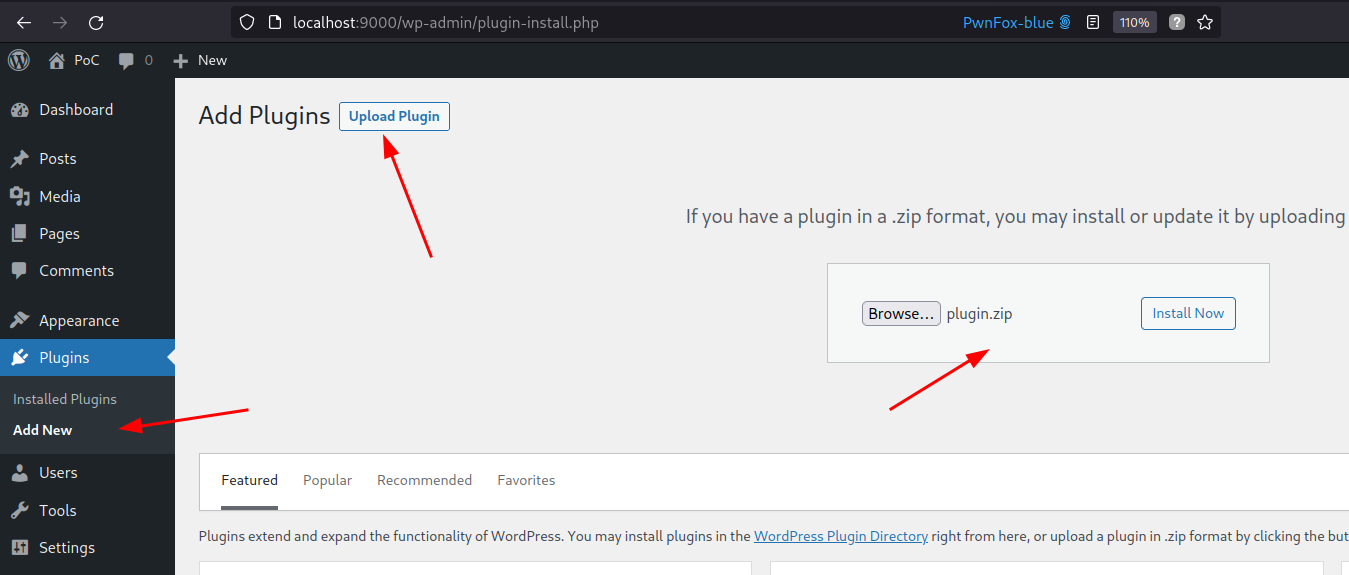 localhost:9000/wp-admin/plugin-install.php PwnFox-blue 110% ?
PoC 0 New
Dashboard
Posts
Media
Pages
Comments
Appearance
Plugins
Installed Plugins
Add New
Users
Tools
Settings
Add Plugins Upload Plugin
If you have a plugin in a .zip format, you may install or update it by uploading
Browse... plugin.zip Install Now
Featured Popular Recommended Favorites
Plugins extend and expand the functionality of WordPress. You may install plugins in the WordPress Plugin Directory right from here, or upload a plugin in .zip format by clicking the but